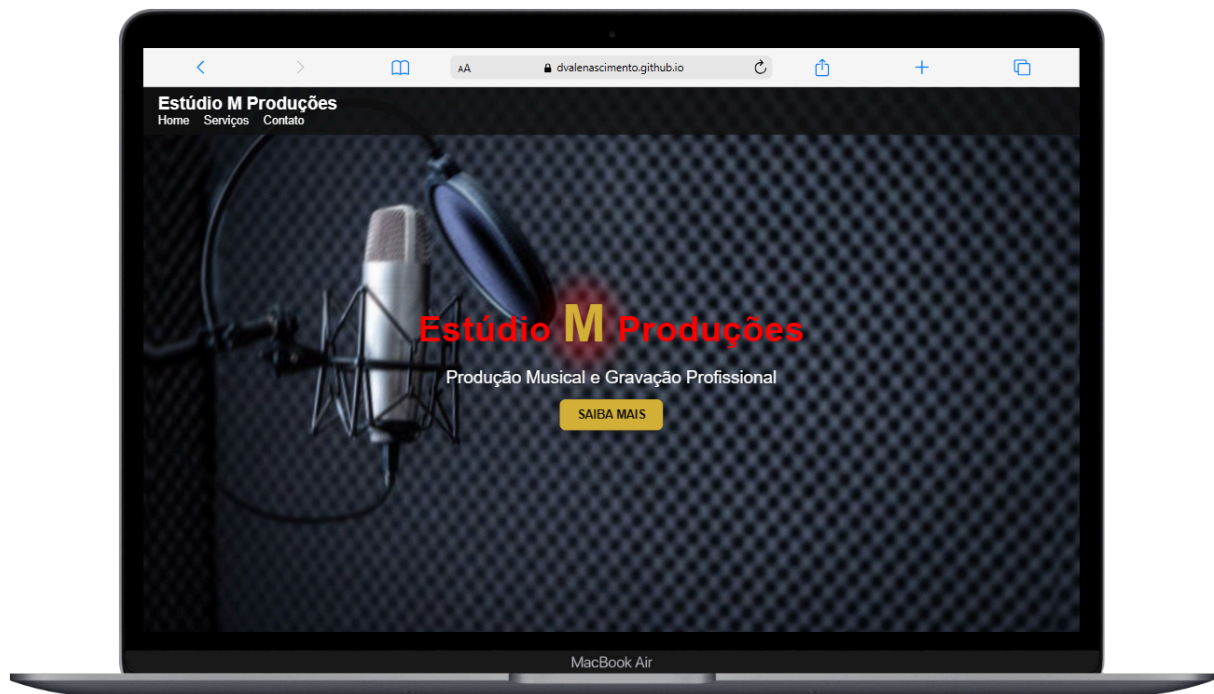 AA dvalenascimento.github.io
Estúdio M Produções
Home Serviços Contato
Estúdio M Produções
Produção Musical e Gravação Profissional
SAIBA MAIS
MacBook Air